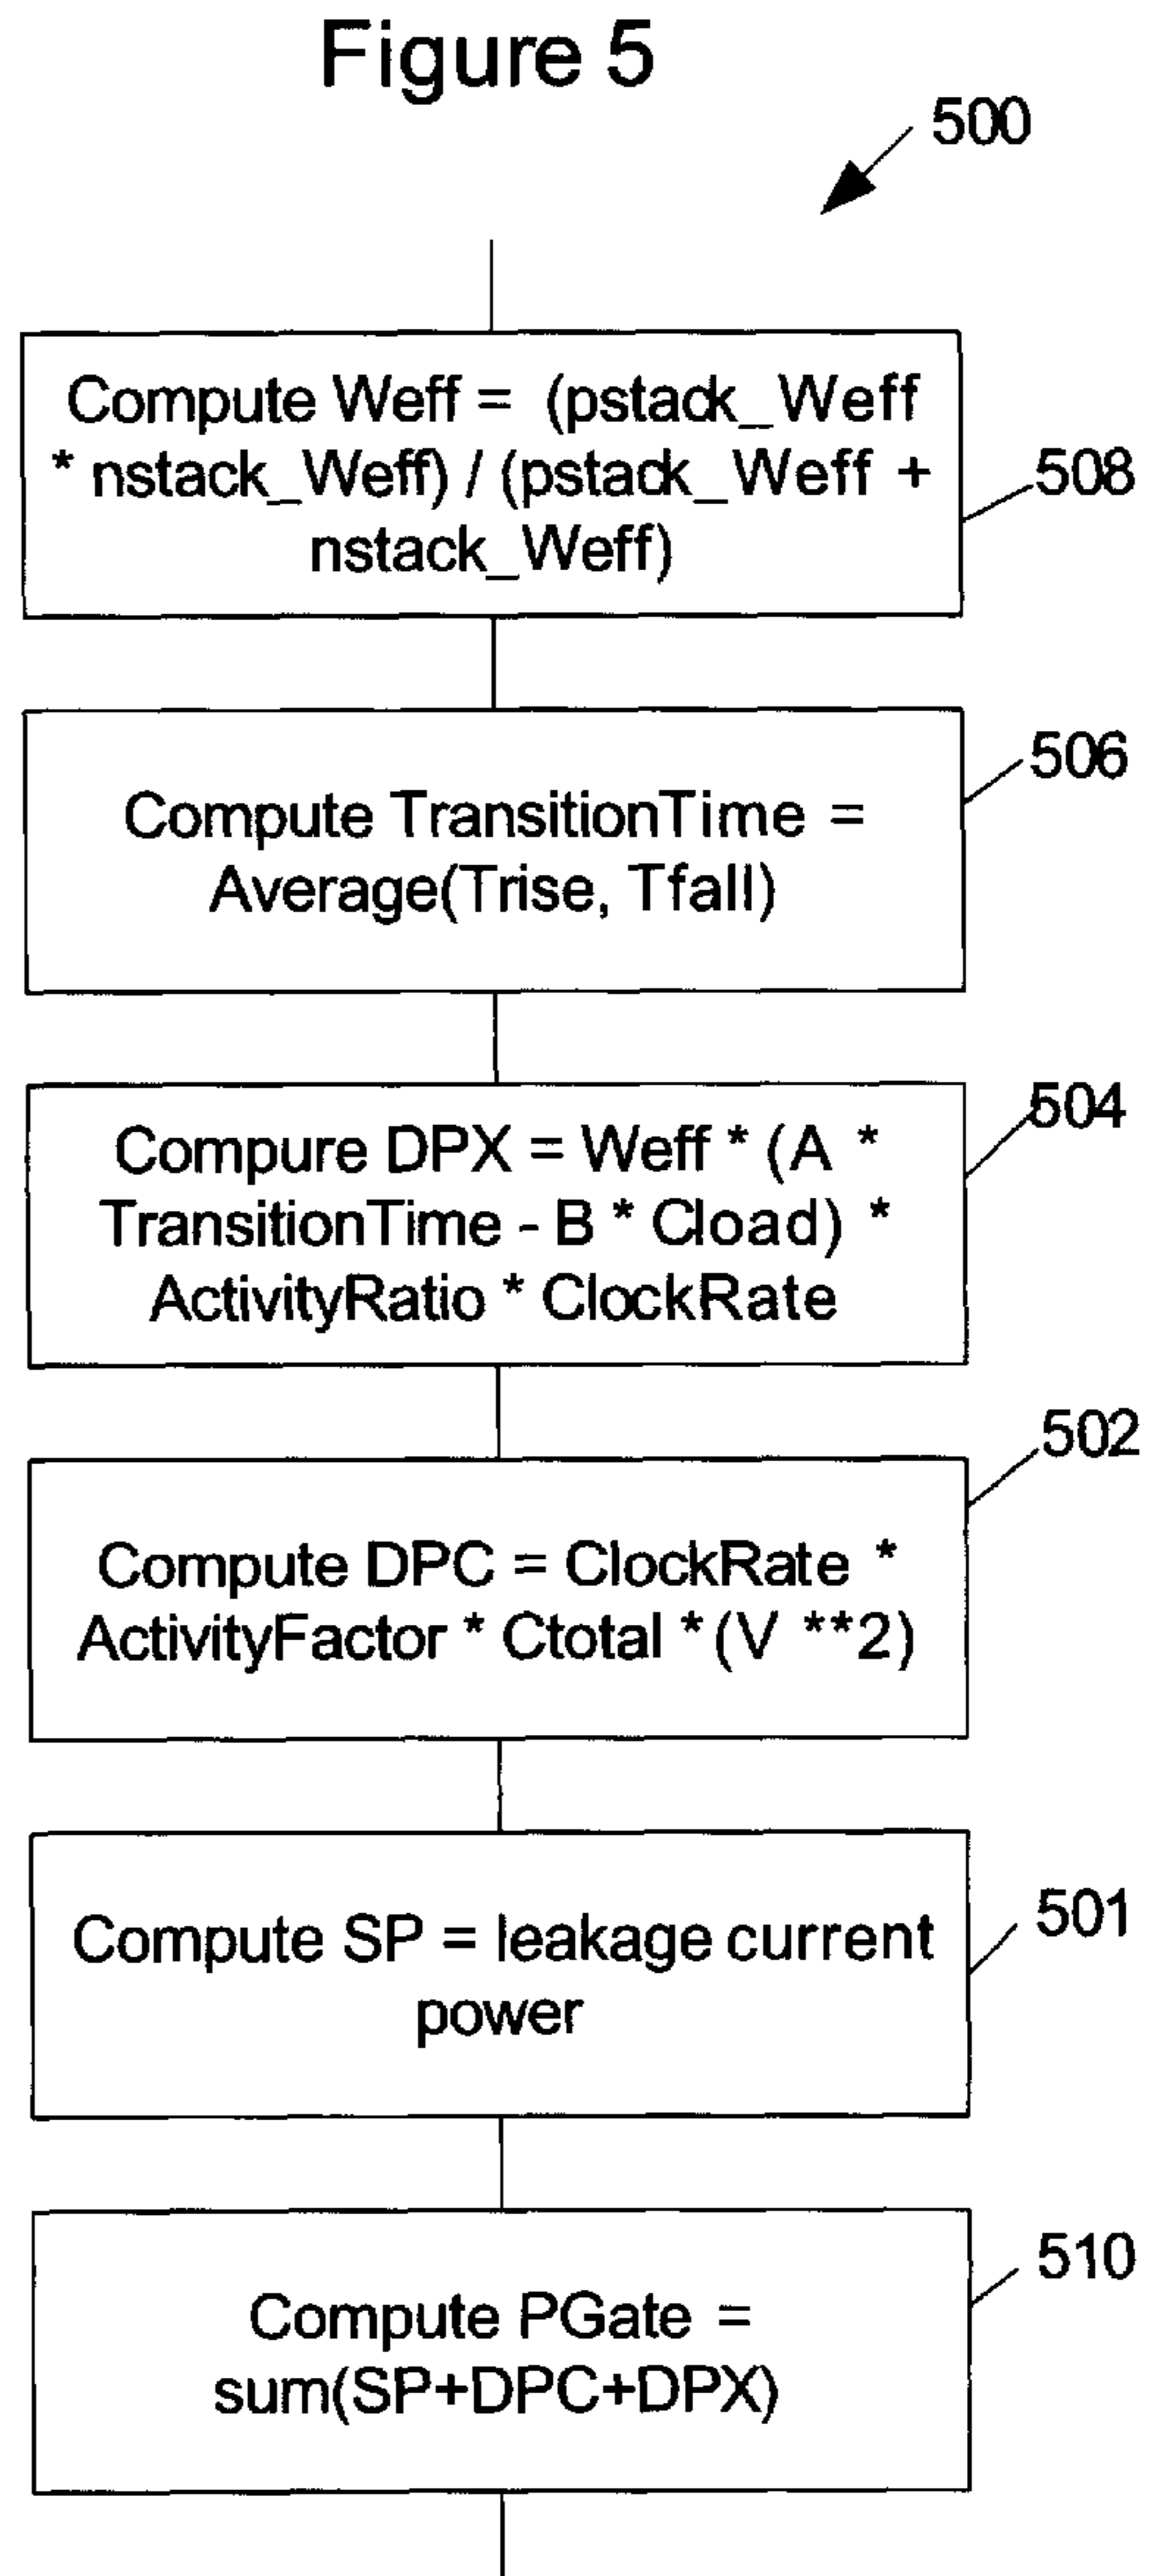 Figure 5
500
Compute Weff = (pstack_Weff
* nstack_Weff) / (pstack_Weff +
nstack_Weff)
508
Compute TransitionTime =
Average(Trise, Tfall)
506
Compure DPX = Weff * (A *
TransitionTime - B * Cload) *
ActivityRatio * ClockRate
504
Compute DPC = ClockRate *
ActivityFactor * Ctotal * (V **2)
502
Compute SP = leakage current
power
501
Compute PGate =
sum(SP+DPC+DPX)
510